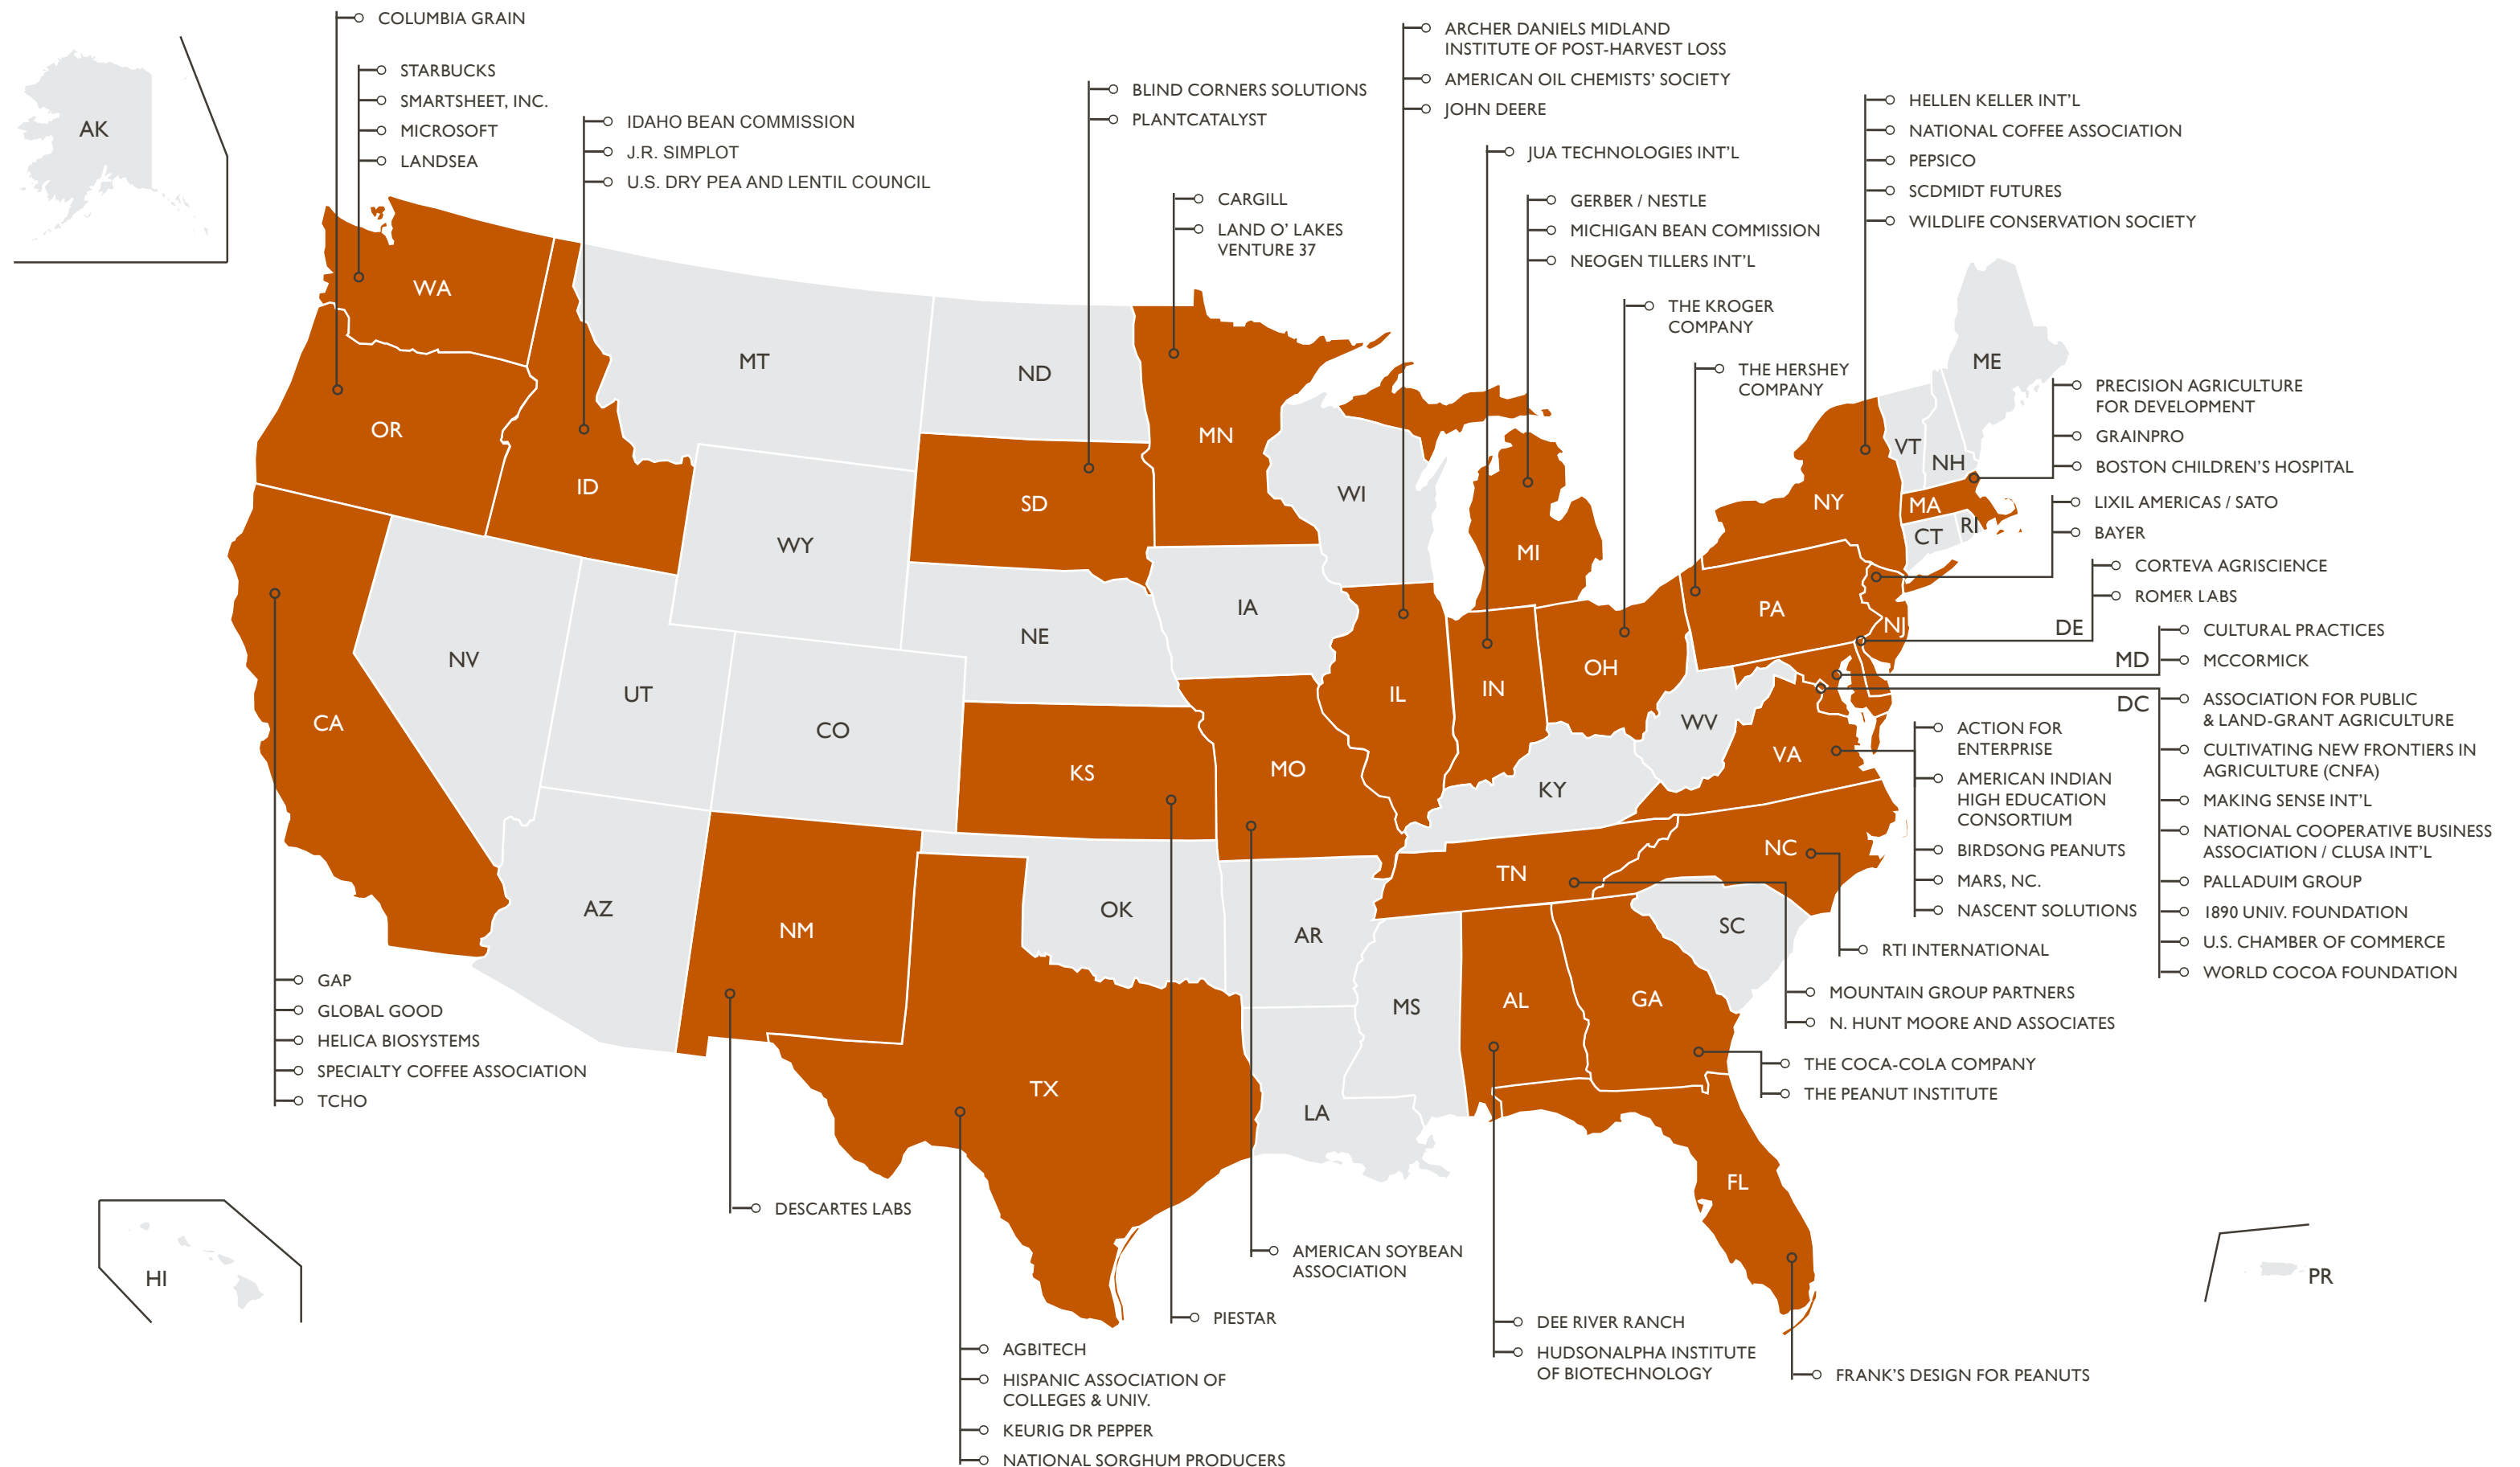 COLUMBIA GRAIN
STARBUCKS
SMARTSHEET, INC.
MICROSOFT
LANDSEA
IDAHO BEAN COMMISSION
J.R. SIMPLOT
U.S. DRY PEA AND LENTIL COUNCIL
BLIND CORNERS SOLUTIONS
PLANTCATALYST
CARGILL
LAND O' LAKES
VENTURE 37
ARCHER DANIELS MIDLAND
INSTITUTE OF POST-HARVEST LOSS
AMERICAN OIL CHEMISTS' SOCIETY
JOHN DEERE
JUA TECHNOLOGIES INT'L
GERBER / NESTLE
MICHIGAN BEAN COMMISSION
NEOGEN TILLERS INT'L
THE KROGER
COMPANY
THE HERSHEY
COMPANY
HELLEN KELLER INT'L
NATIONAL COFFEE ASSOCIATION
PEPSICO
SCDMIDT FUTURES
WILDLIFE CONSERVATION SOCIETY
PRECISION AGRICULTURE
FOR DEVELOPMENT
GRAINPRO
BOSTON CHILDREN'S HOSPITAL
LIXIL AMERICAS / SATO
BAYER
CORTEVA AGRISCIENCE
ROMER LABS
DE
CULTURAL PRACTICES
MCCORMICK
MD
DC
ASSOCIATION FOR PUBLIC
& LAND-GRANT AGRICULTURE
CULTIVATING NEW FRONTIERS IN
AGRICULTURE (CNFA)
MAKING SENSE INT'L
NATIONAL COOPERATIVE BUSINESS
ASSOCIATION / CLUSA INT'L
PALLADUIM GROUP
1890 UNIV. FOUNDATION
U.S. CHAMBER OF COMMERCE
WORLD COCOA FOUNDATION
ACTION FOR
ENTERPRISE
AMERICAN INDIAN
HIGH EDUCATION
CONSORTIUM
BIRDSONG PEANUTS
MARS, NC.
NASCENT SOLUTIONS
RTI INTERNATIONAL
MOUNTAIN GROUP PARTNERS
N. HUNT MOORE AND ASSOCIATES
THE COCA-COLA COMPANY
THE PEANUT INSTITUTE
FRANK'S DESIGN FOR PEANUTS
DEE RIVER RANCH
HUDSONALPHA INSTITUTE
OF BIOTECHNOLOGY
AMERICAN SOYBEAN
ASSOCIATION
PIESTAR
AGBITECH
HISPANIC ASSOCIATION OF
COLLEGES & UNIV.
KEURIG DR PEPPER
NATIONAL SORGHUM PRODUCERS
DESCARTES LABS
GAP
GLOBAL GOOD
HELICA BIOSYSTEMS
SPECIALTY COFFEE ASSOCIATION
TCHO
AK
WA
OR
ID
MT
ND
MN
SD
WI
MI
WY
NE
IA
NV
UT
CO
CA
KS
MO
IL
IN
OH
PA
NY
NJ
VT
NH
ME
MA
CT
RI
WV
VA
KY
NC
TN
SC
AZ
NM
OK
AR
TX
LA
MS
AL
GA
FL
HI
PR